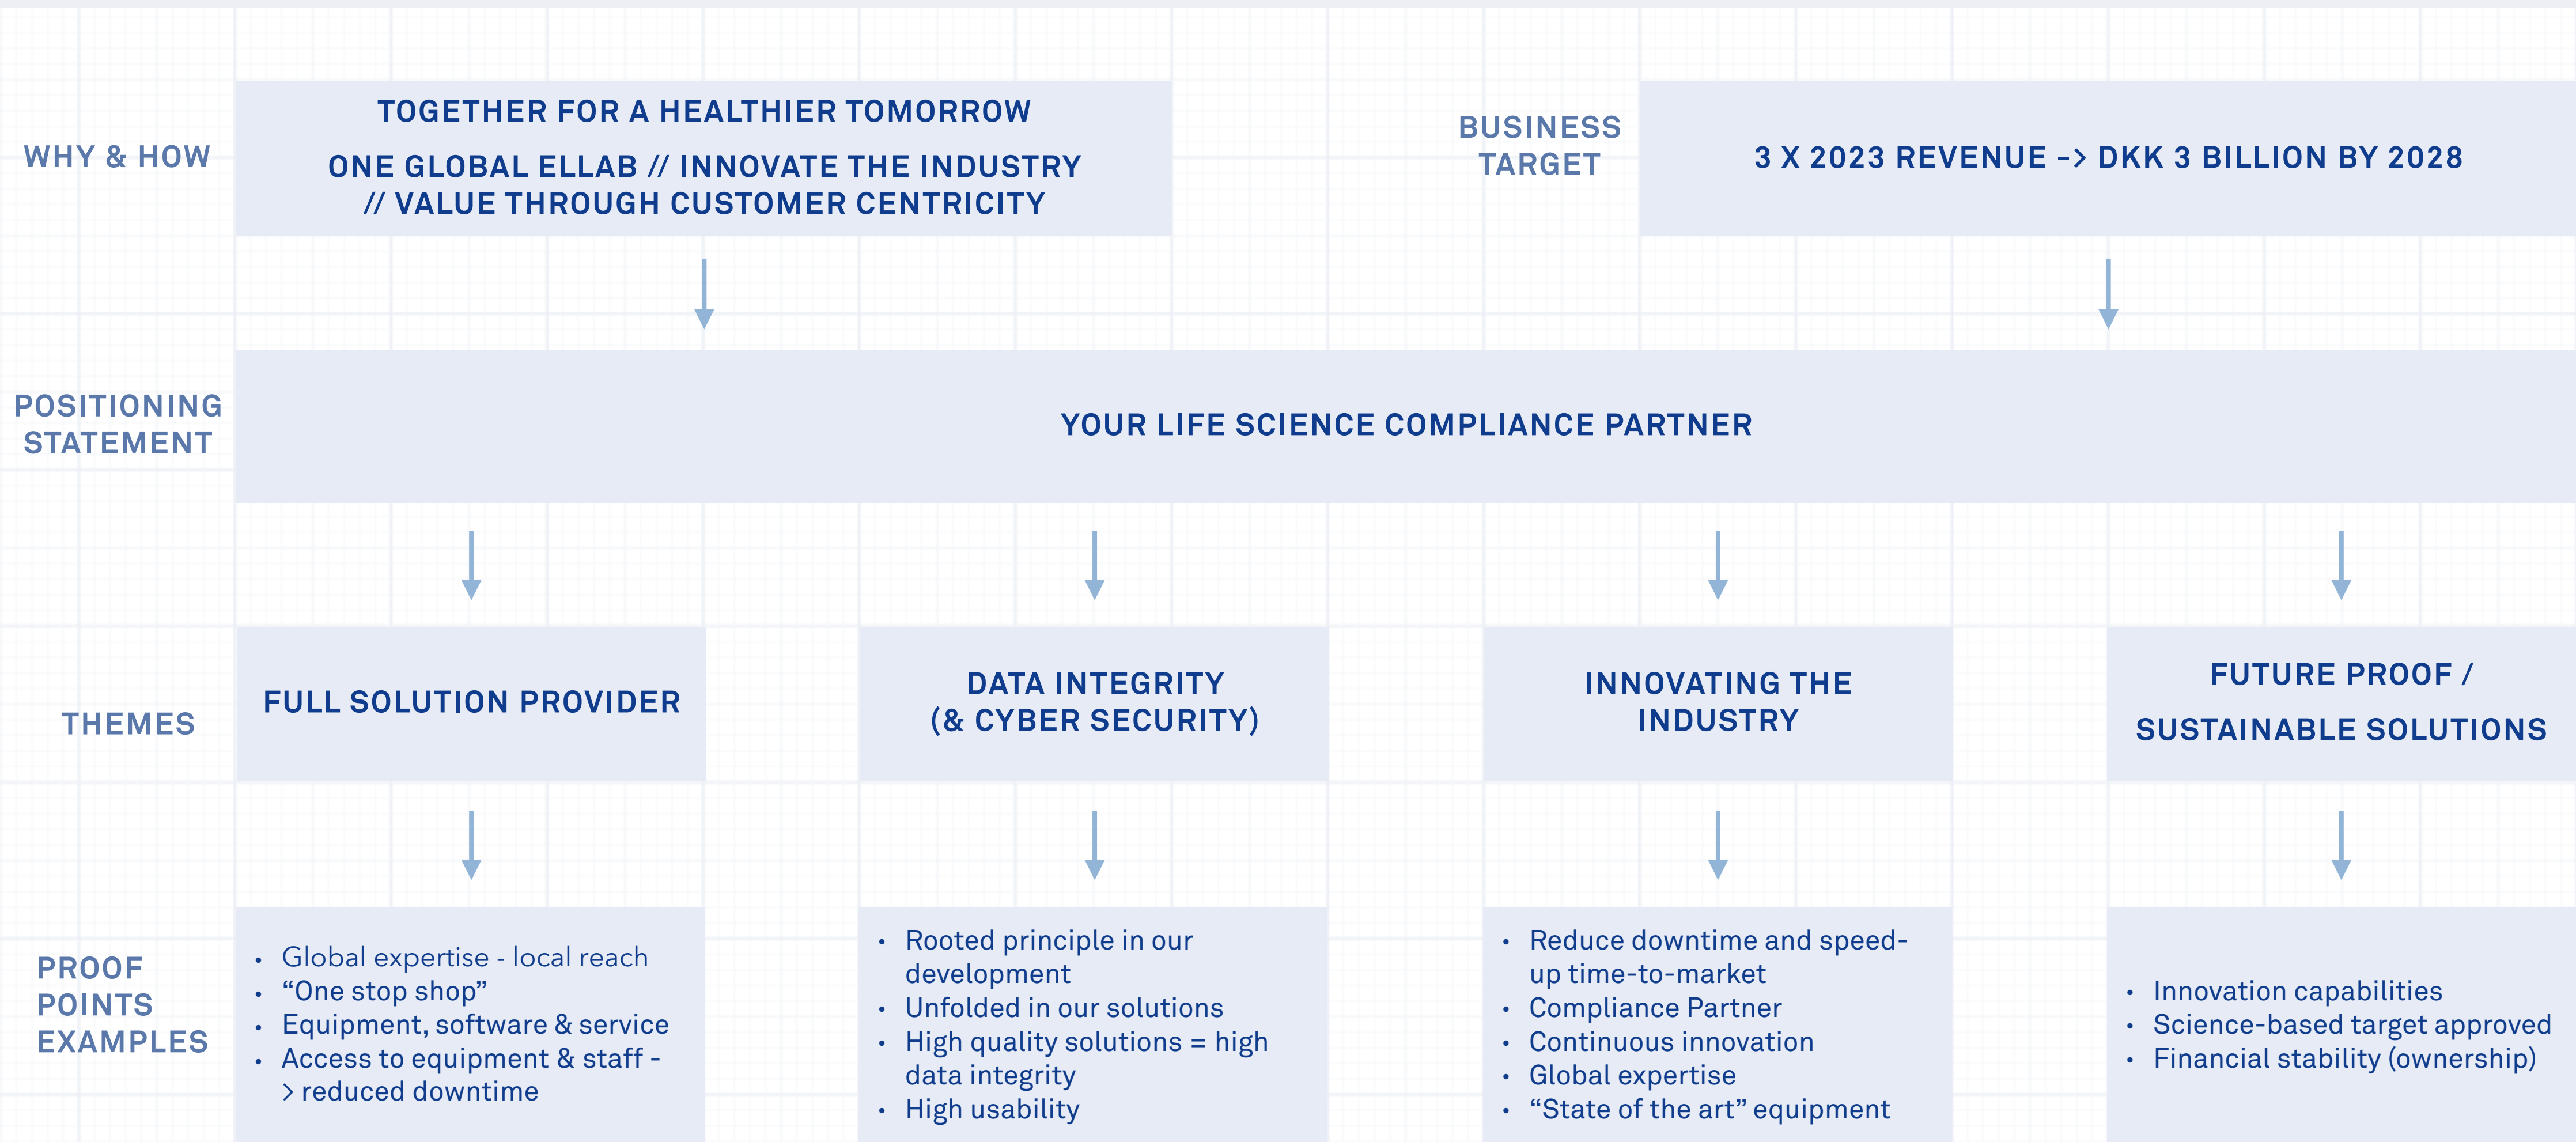 WHY & HOW
TOGETHER FOR A HEALTHIER TOMORROW
ONE GLOBAL ELLAB // INNOVATE THE INDUSTRY
// VALUE THROUGH CUSTOMER CENTRICITY
BUSINESS
TARGET
3 X 2023 REVENUE -> DKK 3 BILLION BY 2028
POSITIONING
STATEMENT
YOUR LIFE SCIENCE COMPLIANCE PARTNER
THEMES
FULL SOLUTION PROVIDER
DATA INTEGRITY
(& CYBER SECURITY)
INNOVATING THE
INDUSTRY
FUTURE PROOF /
SUSTAINABLE SOLUTIONS
PROOF
POINTS
EXAMPLES
• Global expertise - local reach
• “One stop shop”
• Equipment, software & service
• Access to equipment & staff -
> reduced downtime
• Rooted principle in our
development
• Unfolded in our solutions
• High quality solutions = high
data integrity
• High usability
• Reduce downtime and speed-
up time-to-market
• Compliance Partner
• Continuous innovation
• Global expertise
• “State of the art” equipment
• Innovation capabilities
• Science-based target approved
• Financial stability (ownership)